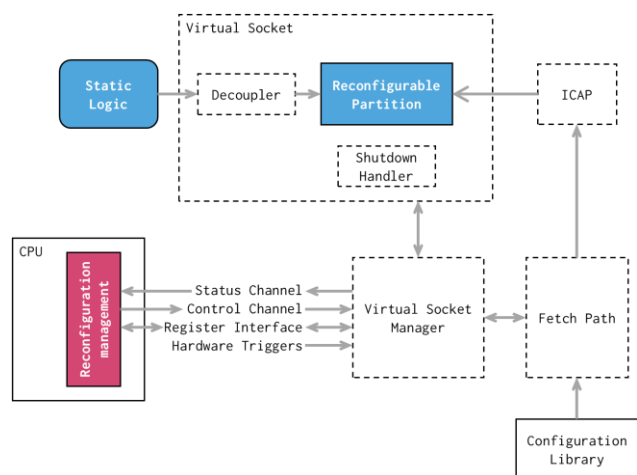 Virtual Socket
Static
Logic
Decoupler
Reconfigurable
Partition
ICAP
Shutdown
Handler
CPU
Reconfiguration
management
Status Channel
Control Channel
Register Interface
Hardware Triggers
Virtual Socket
Manager
Fetch Path
Configuration
Library